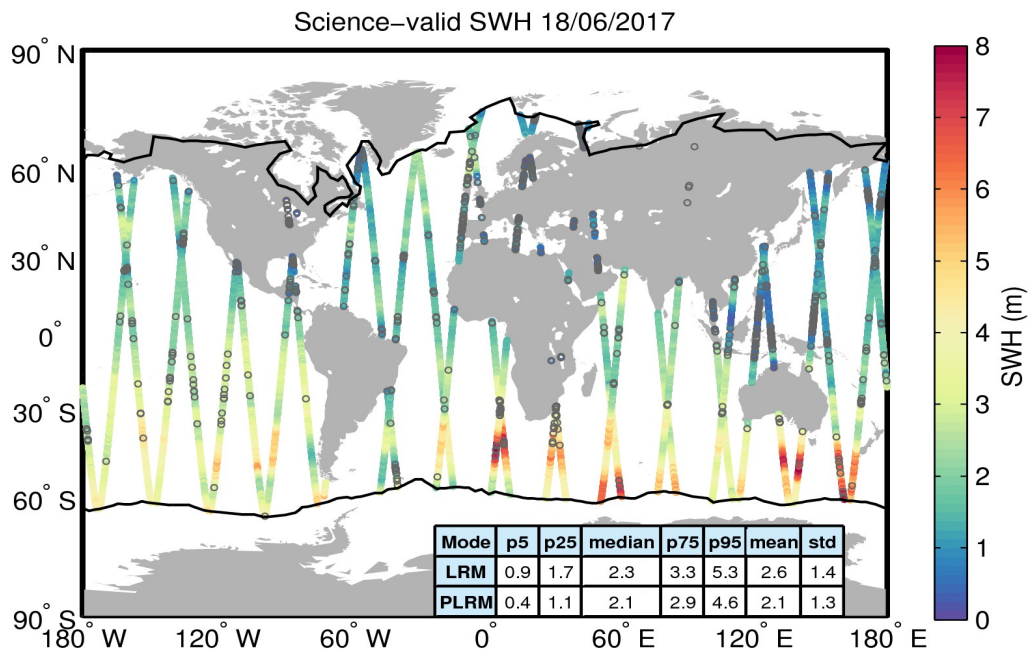 Science−valid SWH 18/06/2017
90° N
60° N
30° N
0°
30° S
60° S
90° S
180° W 120° W 60° W 0° 60° E 120° E 180° E
Mode p5 p25 median p75 p95 mean std
LRM 0.9 1.7 2.3 3.3 5.3 2.6 1.4
PLRM 0.4 1.1 2.1 2.9 4.6 2.1 1.3
8
7
6
5
4
3
2
1
0
SWH (m)